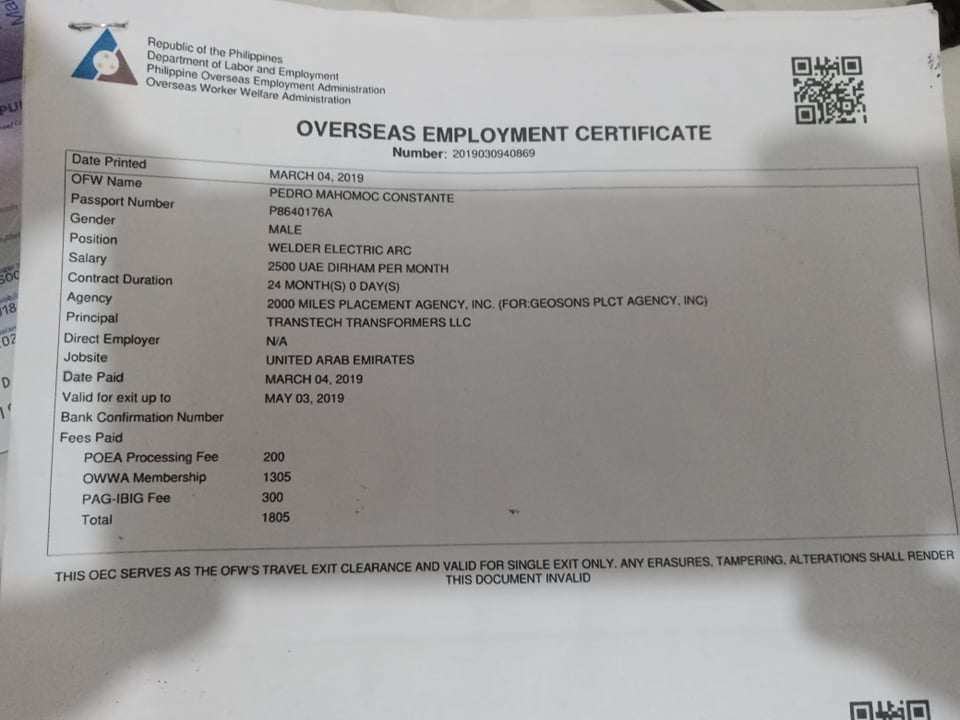 Republic of the Philippines
Department of Labor and Employment
Philippine Overseas Employment Administration
Overseas Worker Welfare Administration
OVERSEAS EMPLOYMENT CERTIFICATE
Number: 2019030940869
Date Printed MARCH 04, 2019
OFW Name PEDRO MAHOMOC CONSTANTE
Passport Number P8640176A
Gender MALE
Position WELDER ELECTRIC ARC
Salary 2500 UAE DIRHAM PER MONTH
Contract Duration 24 MONTH(S) 0 DAY(S)
Agency 2000 MILES PLACEMENT AGENCY, INC. (FOR:GEOSONS PLCT AGENCY, INC)
Principal TRANSTECH TRANSFORMERS LLC
Direct Employer N/A
Jobsite UNITED ARAB EMIRATES
Date Paid MARCH 04, 2019
Valid for exit up to MAY 03, 2019
Bank Confirmation Number
Fees Paid
POEA Processing Fee 200
OWWA Membership 1305
PAG-IBIG Fee 300
Total 1805
THIS OEC SERVES AS THE OFW'S TRAVEL EXIT CLEARANCE AND VALID FOR SINGLE EXIT ONLY. ANY ERASURES, TAMPERING, ALTERATIONS SHALL RENDER
THIS DOCUMENT INVALID